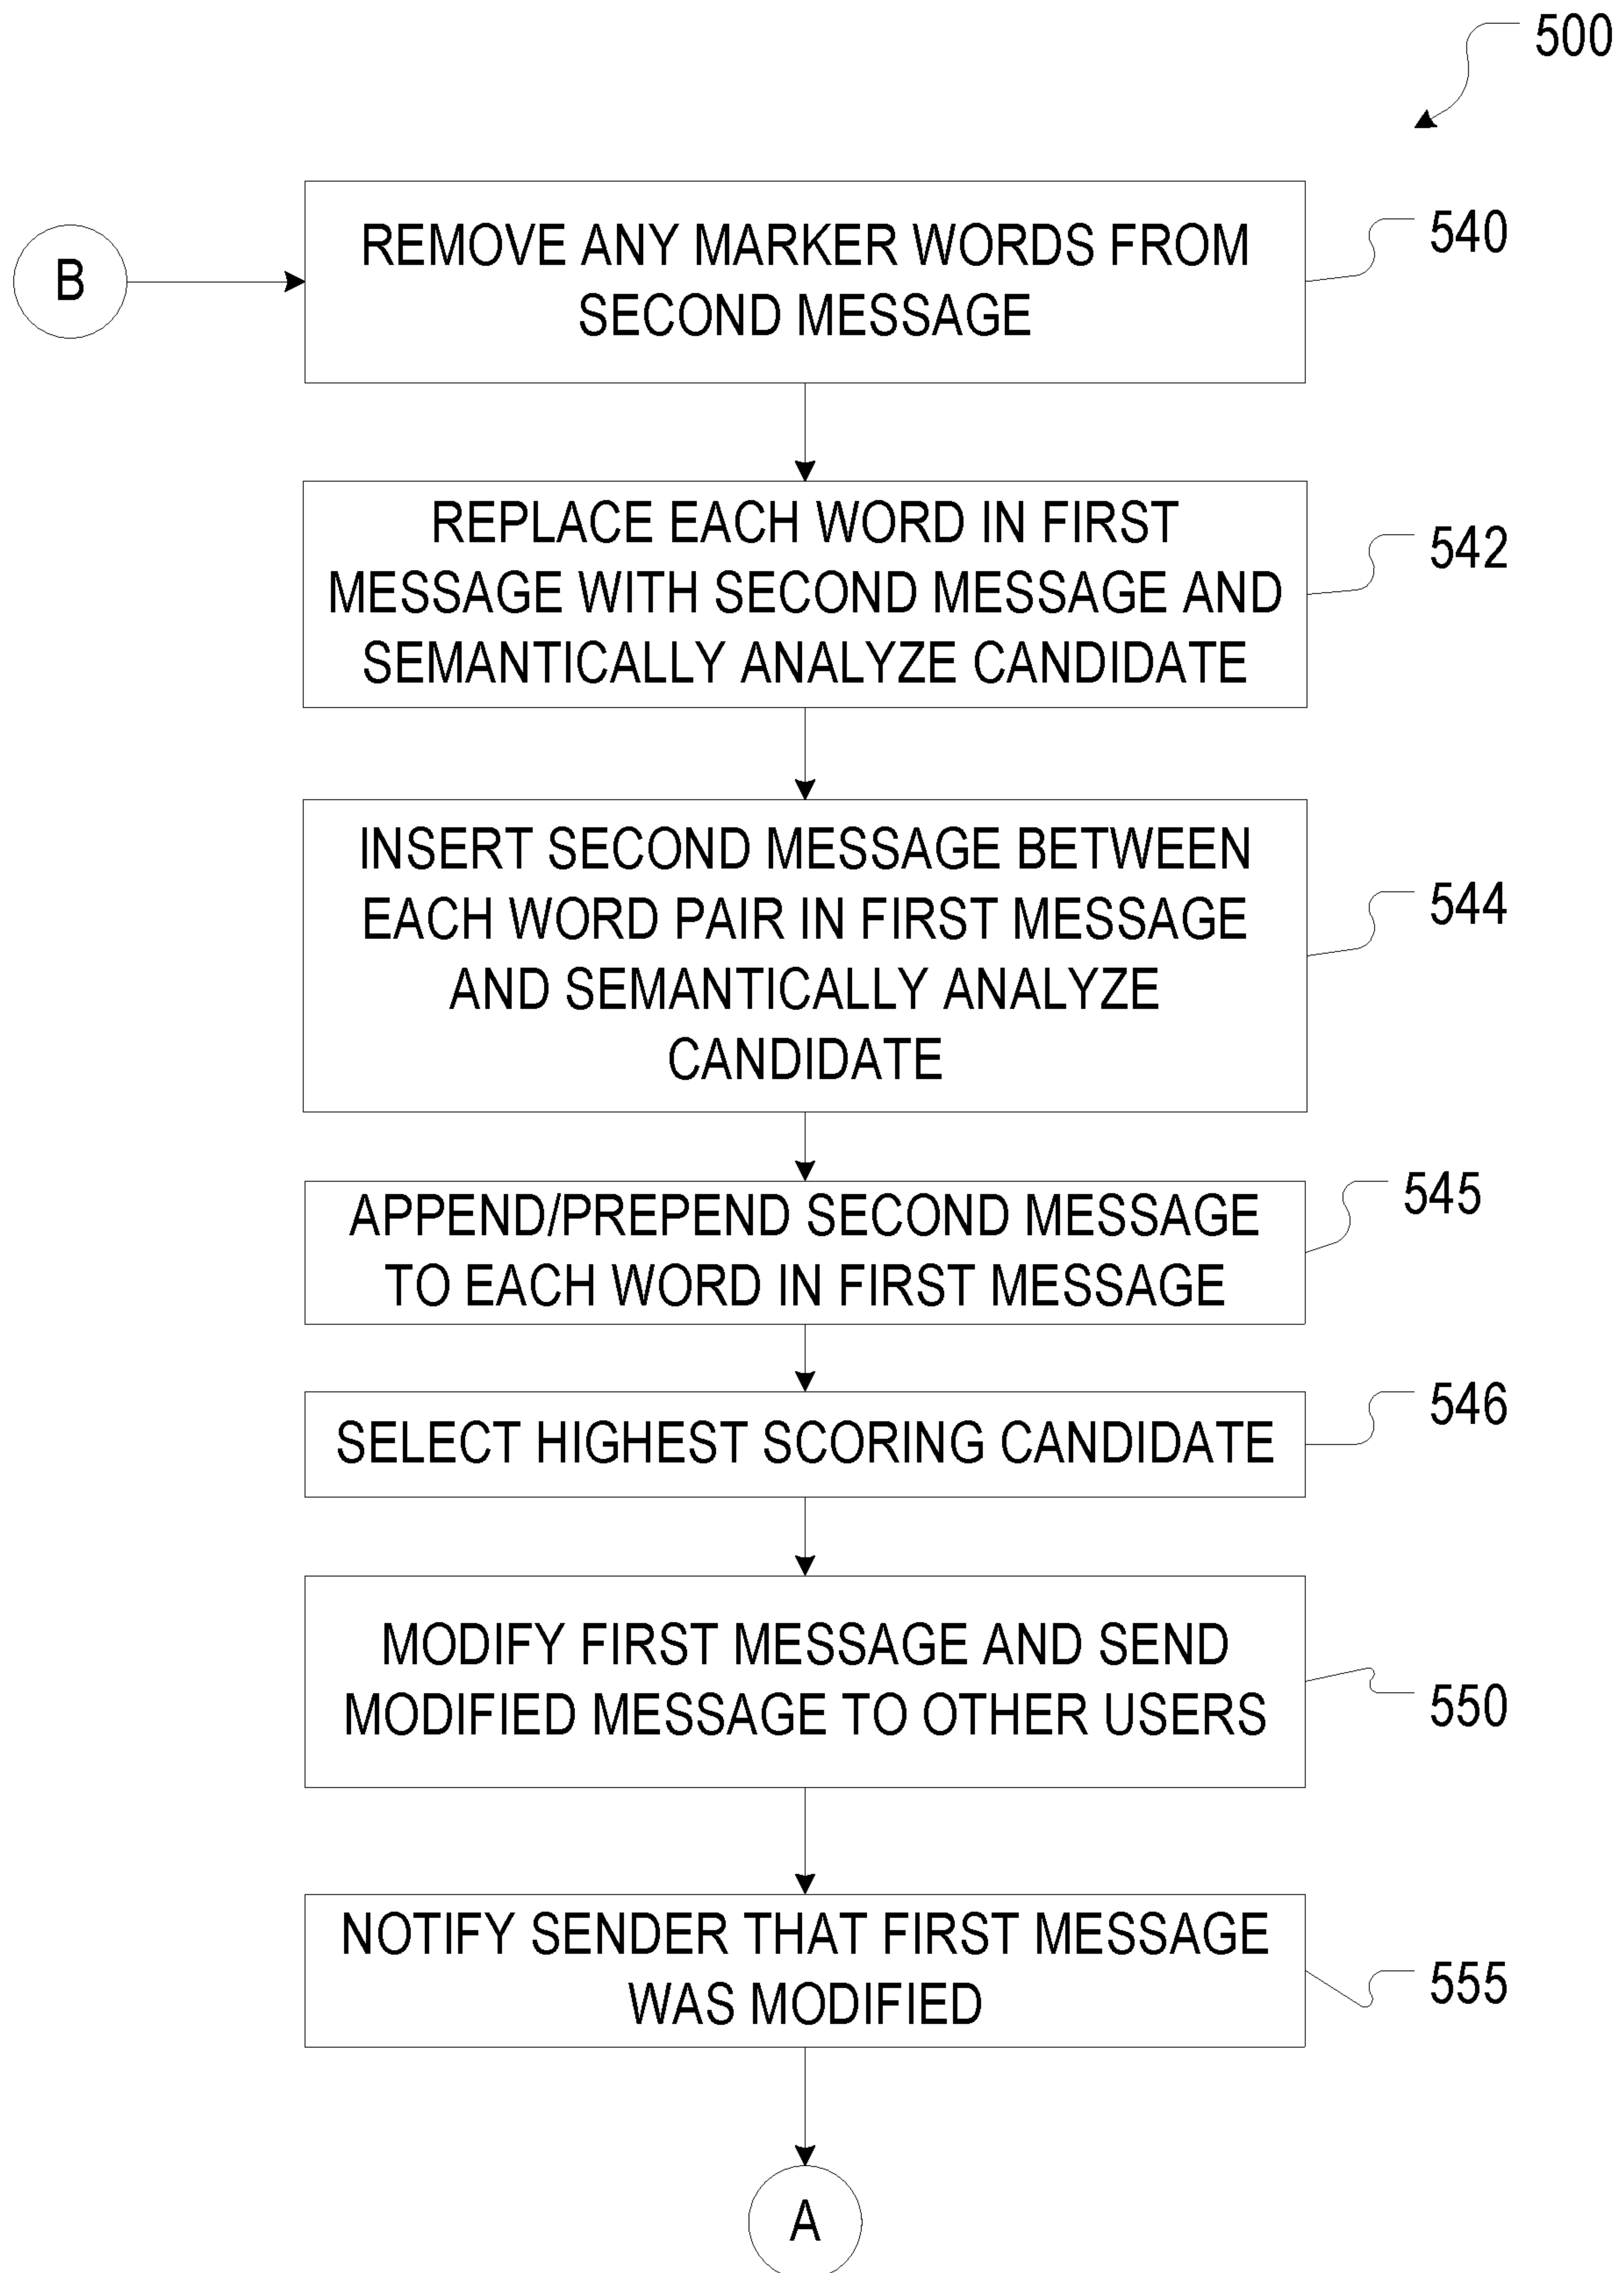 500
B
REMOVE ANY MARKER WORDS FROM
SECOND MESSAGE
540
REPLACE EACH WORD IN FIRST
MESSAGE WITH SECOND MESSAGE AND
SEMANTICALLY ANALYZE CANDIDATE
542
INSERT SECOND MESSAGE BETWEEN
EACH WORD PAIR IN FIRST MESSAGE
AND SEMANTICALLY ANALYZE
CANDIDATE
544
APPEND/PREPEND SECOND MESSAGE
TO EACH WORD IN FIRST MESSAGE
545
SELECT HIGHEST SCORING CANDIDATE
546
MODIFY FIRST MESSAGE AND SEND
MODIFIED MESSAGE TO OTHER USERS
550
NOTIFY SENDER THAT FIRST MESSAGE
WAS MODIFIED
555
A